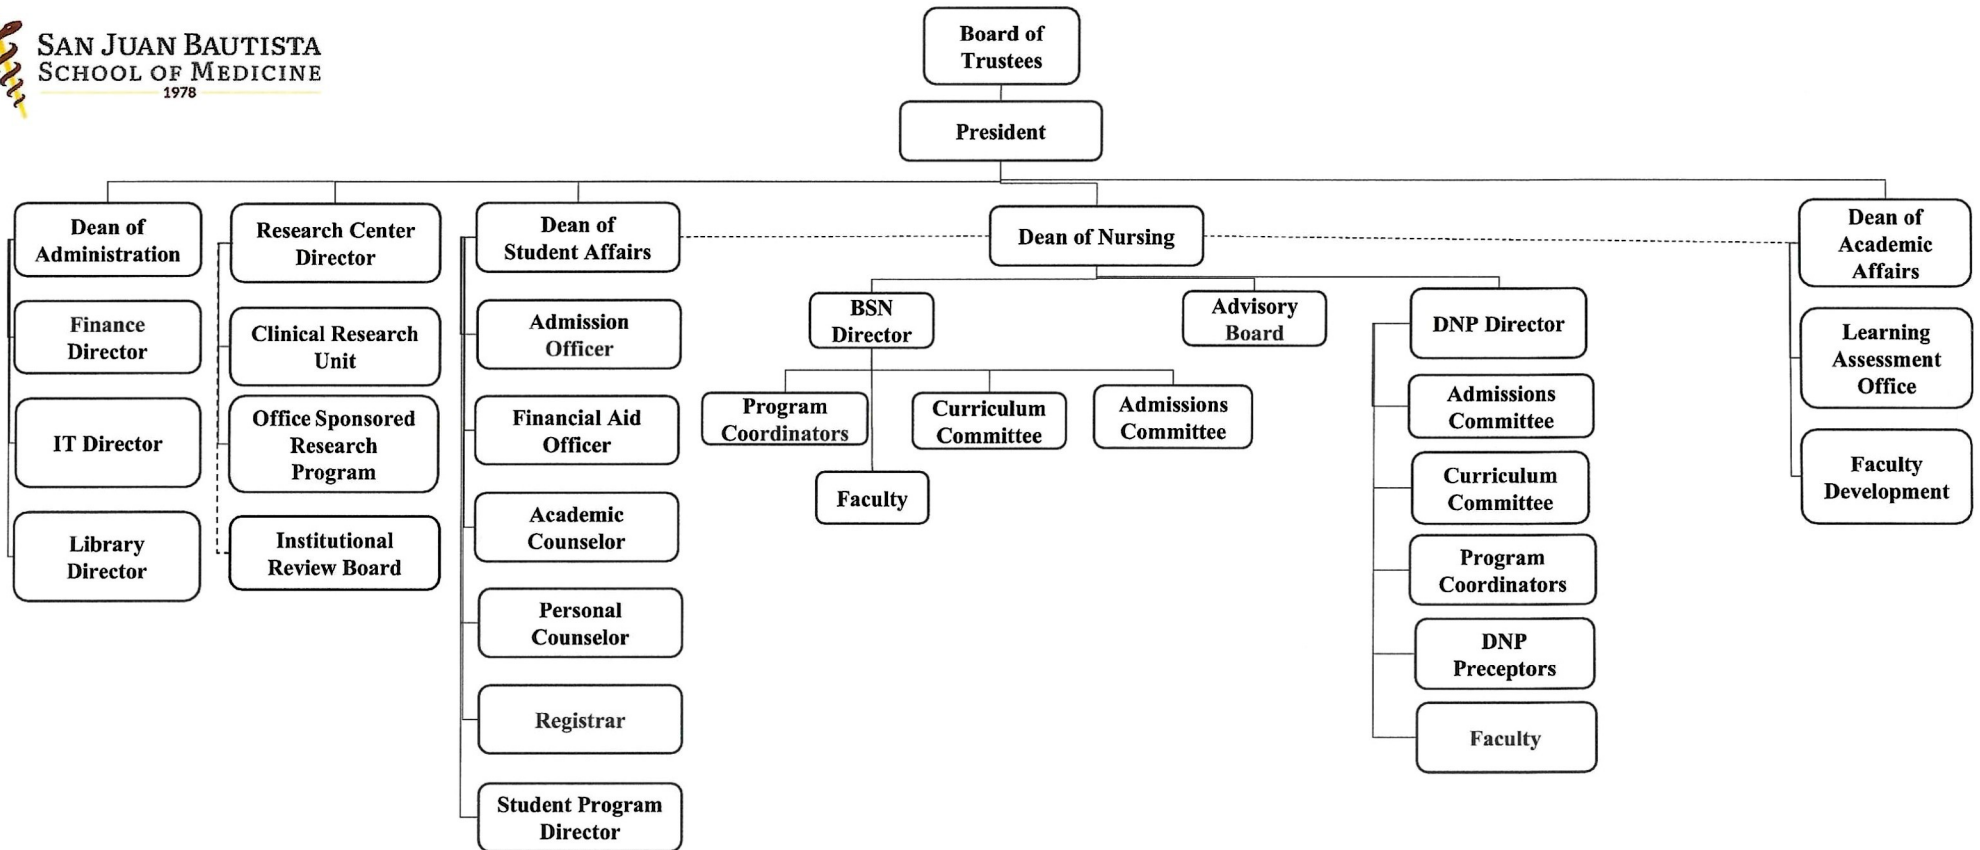 SAN JUAN BAUTISTA
SCHOOL OF MEDICINE
1978
Board of
Trustees
President
Dean of
Administration
Finance
Director
IT Director
Library
Director
Research Center
Director
Clinical Research
Unit
Office Sponsored
Research
Program
Institutional
Review Board
Dean of
Student Affairs
Admission
Officer
Financial Aid
Officer
Academic
Counselor
Personal
Counselor
Registrar
Student Program
Director
Dean of Nursing
BSN
Director
Program
Coordinators
Curriculum
Committee
Admissions
Committee
Faculty
Advisory
Board
DNP Director
Admissions
Committee
Curriculum
Committee
Program
Coordinators
DNP
Preceptors
Faculty
Dean of
Academic
Affairs
Learning
Assessment
Office
Faculty
Development